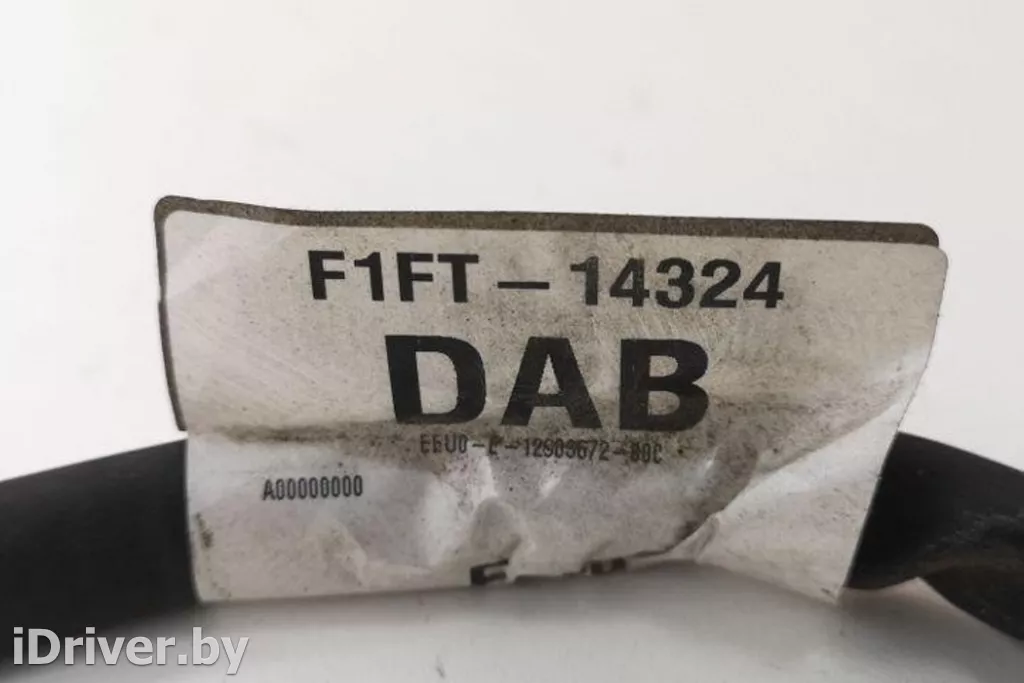 F1FT-14324
DAB
A00000000
iDriver.by